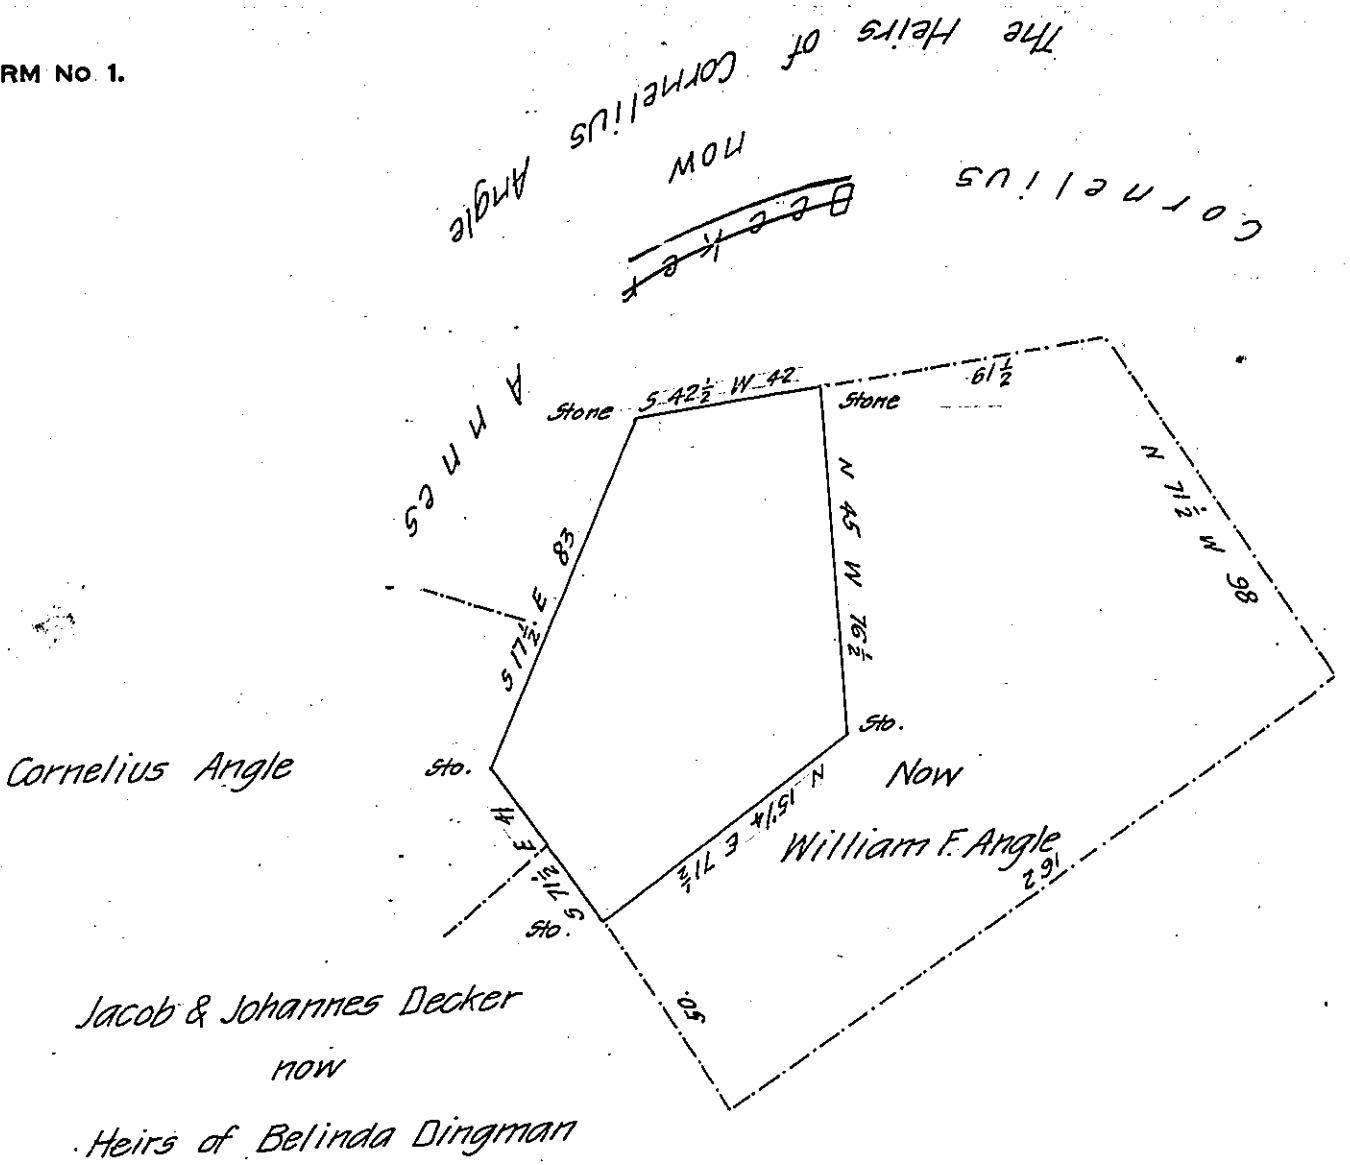 RM No 1.
The Heirs of Cornelius Angle
now
Cornelius
Decker
Annes
Stone
S 42½ W 42
Stone
61½
N 71½ W 98
S 17½ E 83
N 45 W 76½
Cornelius Angle
Sto.
Sto.
Now
William F. Angle
S 71½ E 41
N 15¼ E 71½
162
Sto.
50.
Jacob & Johannes Decker
now
Heirs of Belinda Dingman